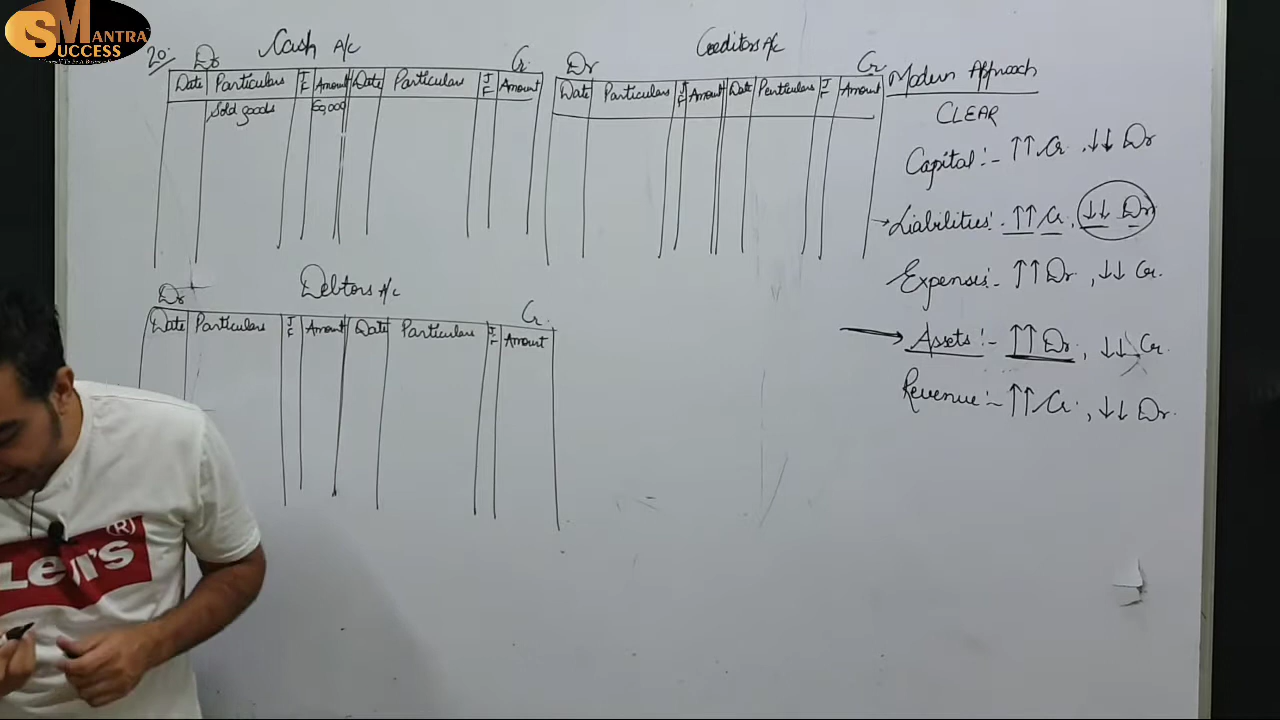 SUCCESS MANTRA
20:
Cash A/c
Dr Cr
Date Particulars J F Amount Date Particulars J F Amount
Sold goods 60,000
Creditors A/c
Dr Cr
Date Particulars J F Amount Date Particulars J F Amount
Debtors A/c
Dr Cr.
Date Particulars J F Amount Date Particulars J F Amount
Modern Approach
CLEAR
Capital :- ↑↑ Cr , ↓↓ Dr
→ Liabilities :- ↑↑ Cr , ↓↓ Dr
Expenses :- ↑↑ Dr , ↓↓ Cr.
→ Assets :- ↑↑ Dr , ↓↓ Cr
Revenue :- ↑↑ Cr. , ↓↓ Dr.
Levi's (R)